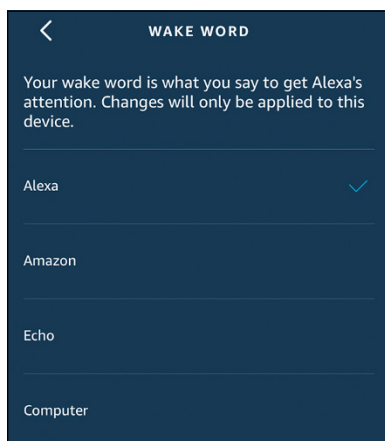 WAKE WORD
Your wake word is what you say to get Alexa's
attention. Changes will only be applied to this
device.
Alexa
Amazon
Echo
Computer